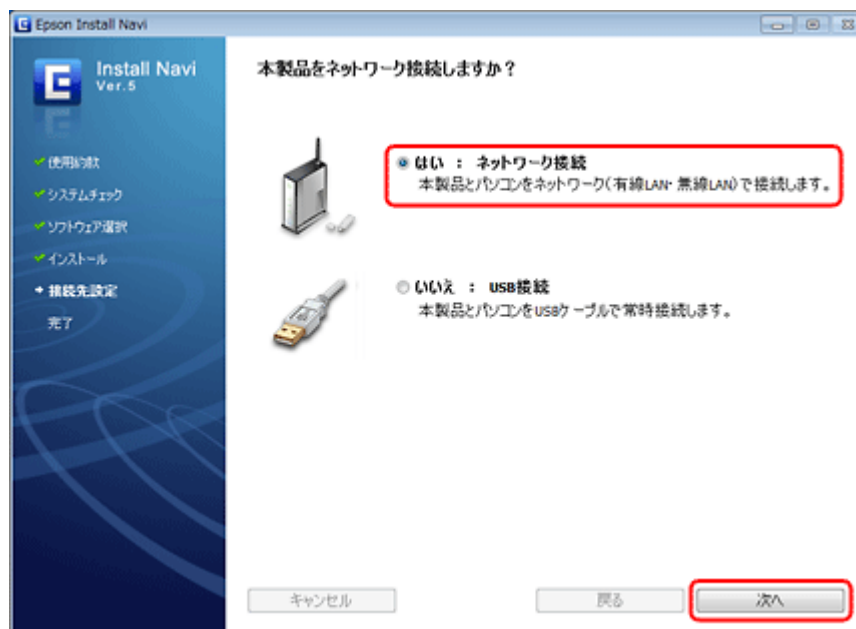 Epson Install Navi
Install Navi
Ver.5
使用約款
システムチェック
ソフトウェア選択
インストール
接続先設定
完了
本製品をネットワーク接続しますか？
はい ： ネットワーク接続
本製品とパソコンをネットワーク(有線LAN・無線LAN)で接続します。
いいえ ： USB接続
本製品とパソコンをUSBケーブルで常時接続します。
キャンセル
戻る
次へ